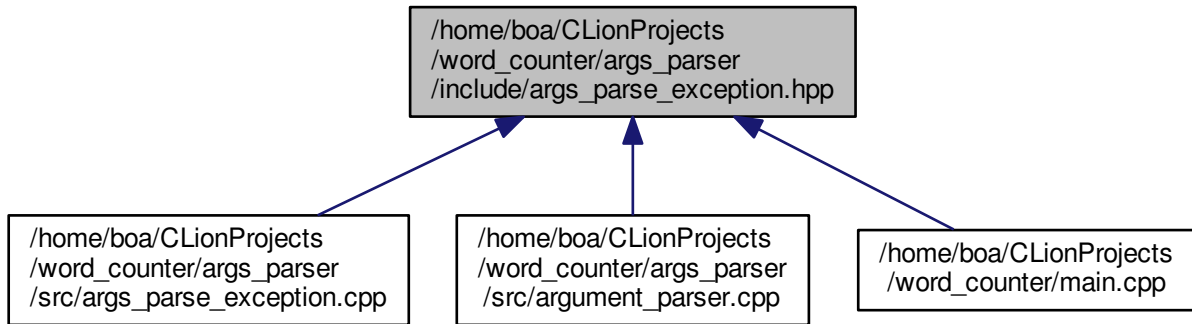 /home/boa/CLionProjects
/word_counter/args_parser
/include/args_parse_exception.hpp
/home/boa/CLionProjects
/word_counter/args_parser
/src/args_parse_exception.cpp
/home/boa/CLionProjects
/word_counter/args_parser
/src/argument_parser.cpp
/home/boa/CLionProjects
/word_counter/main.cpp